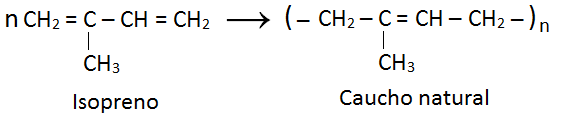 n CH₂ = C – CH = CH₂ ⟶ (– CH₂ – C = CH – CH₂ –)ₙ
CH₃ CH₃
Isopreno Caucho natural